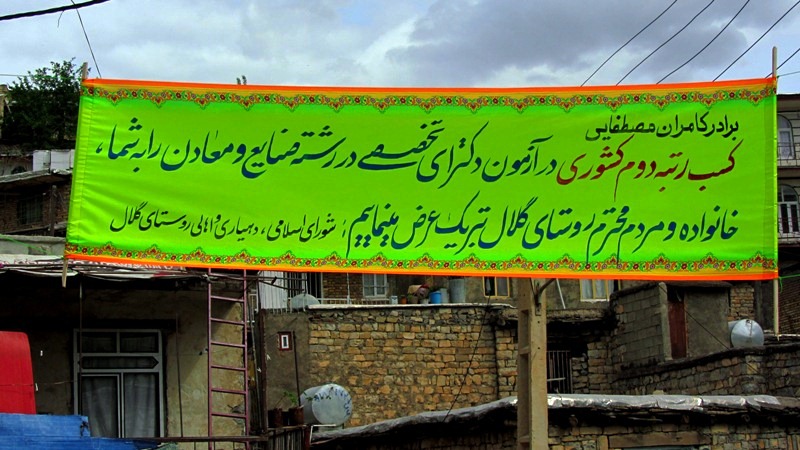 برادر کامران مصطفایی
کسب رتبه دوم کشوری در آزمون دکترای تخصصی در رشته صنایع و معادن را به شما،
خانواده و مردم محترم روستای گلال تبریک عرض مینماییم؛ شورای اسلامی، دهیاری و اهالی روستای گلال